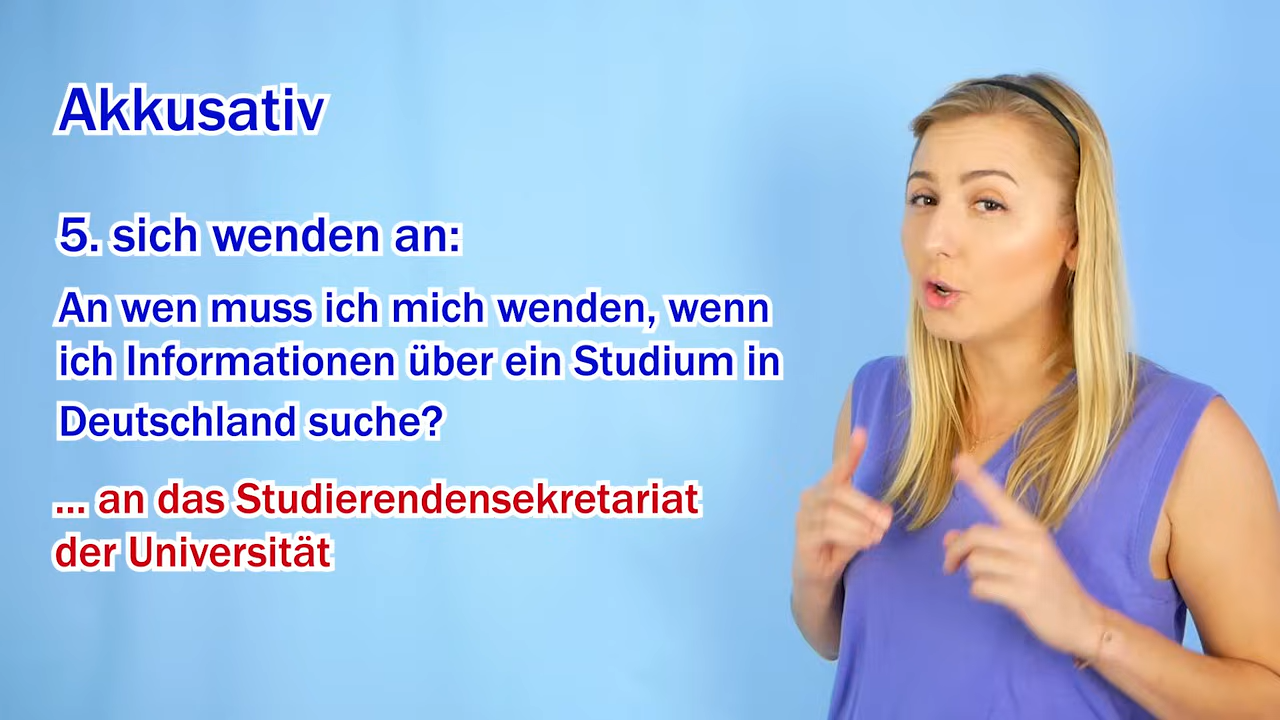 Akkusativ
5. sich wenden an:
An wen muss ich mich wenden, wenn
ich Informationen über ein Studium in
Deutschland suche?
... an das Studierendensekretariat
der Universität